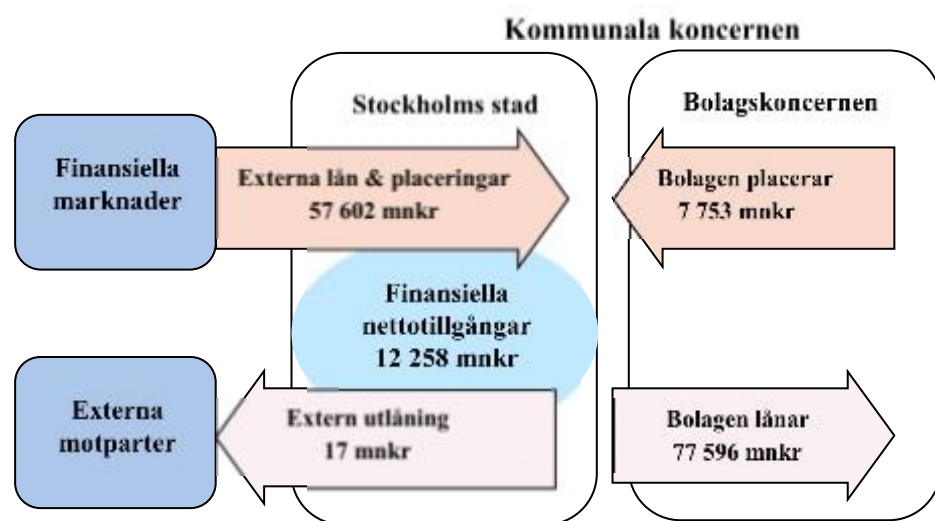 Kommunala koncernen
Stockholms stad
Bolagskoncernen
Finansiella
marknader
Externa lån & placeringar
57 602 mnkr
Bolagen placerar
7 753 mnkr
Finansiella
nettotillgångar
12 258 mnkr
Externa
motparter
Extern utlåning
17 mnkr
Bolagen lånar
77 596 mnkr